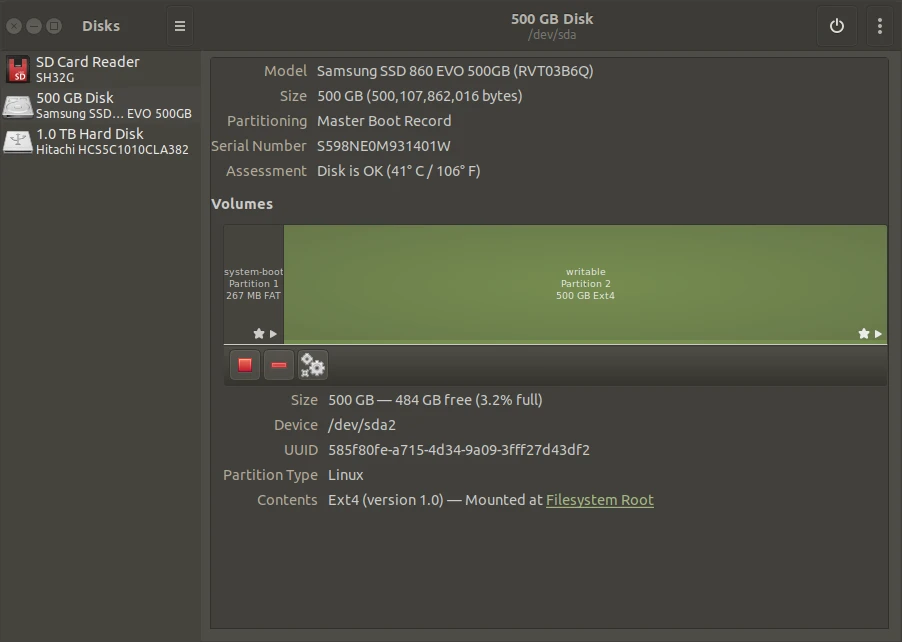 Disks
500 GB Disk
/dev/sda
SD Card Reader
SH32G
500 GB Disk
Samsung SSD... EVO 500GB
1.0 TB Hard Disk
Hitachi HCS5C1010CLA382
Model Samsung SSD 860 EVO 500GB (RVT03B6Q)
Size 500 GB (500,107,862,016 bytes)
Partitioning Master Boot Record
Serial Number S598NE0M931401W
Assessment Disk is OK (41° C / 106° F)
Volumes
system-boot
Partition 1
267 MB FAT
writable
Partition 2
500 GB Ext4
Size 500 GB — 484 GB free (3.2% full)
Device /dev/sda2
UUID 585f80fe-a715-4d34-9a09-3fff27d43df2
Partition Type Linux
Contents Ext4 (version 1.0) — Mounted at Filesystem Root